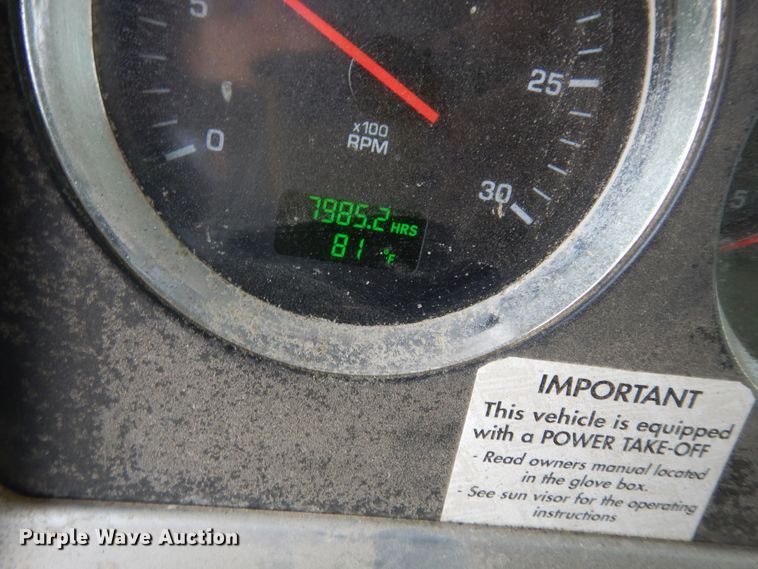 5
0
x100
RPM
25
30
7985.2 HRS
81 °F
5
IMPORTANT
This vehicle is equipped
with a POWER TAKE-OFF
- Read owners manual located
in the glove box.
- See sun visor for the operating
instructions
Purple Wave Auction®